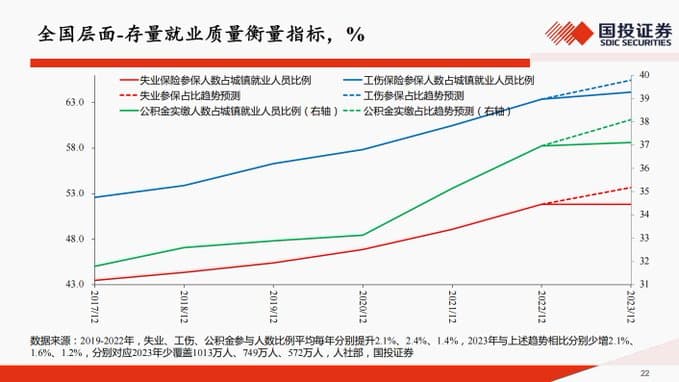 全国层面-存量就业质量衡量指标，%
国投证券
SDIC SECURITIES
失业保险参保人数占城镇就业人员比例
工伤保险参保人数占城镇就业人员比例
失业参保占比趋势预测
工伤参保占比趋势预测
公积金实缴人数占城镇就业人员比例（右轴）
公积金实缴占比趋势预测（右轴）
63.0
58.0
53.0
48.0
43.0
40
39
38
37
36
35
34
33
32
31
2017/12
2018/12
2019/12
2020/12
2021/12
2022/12
2023/12
数据来源：2019-2022年，失业、工伤、公积金参与人数比例平均每年分别提升2.1%、2.4%、1.4%，2023年与上述趋势相比分别少增2.1%、
1.6%、1.2%，分别对应2023年少覆盖1013万人、749万人、572万人，人社部，国投证券
22